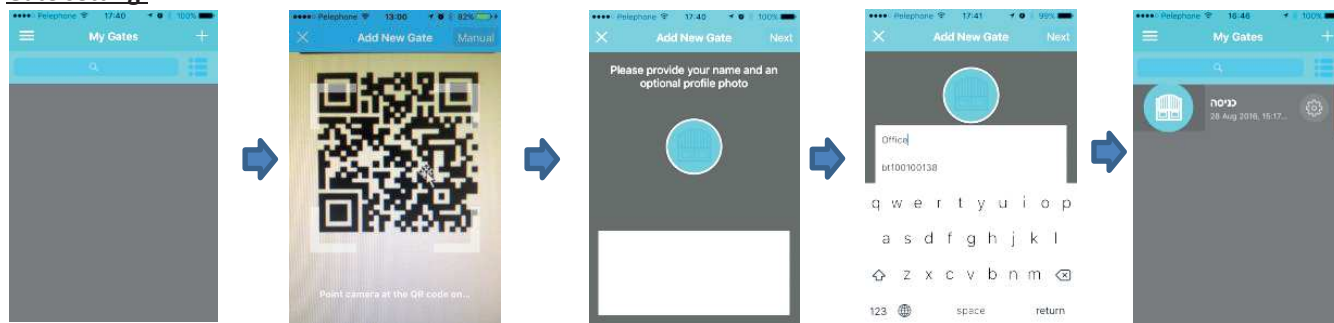 Pelephone 17:40 100%
My Gates
Pelephone 13:00 82%
Add New Gate Manual
Point camera at the QR code on...
Pelephone 17:40 100%
Add New Gate Next
Please provide your name and an
optional profile photo
Pelephone 17:41 99%
Add New Gate Next
Office
bt100100138
q w e r t y u i o p
a s d f g h j k l
z x c v b n m
123 space return
Pelephone 16:46 100%
My Gates +
כניסה
28 Aug 2016, 15:17...